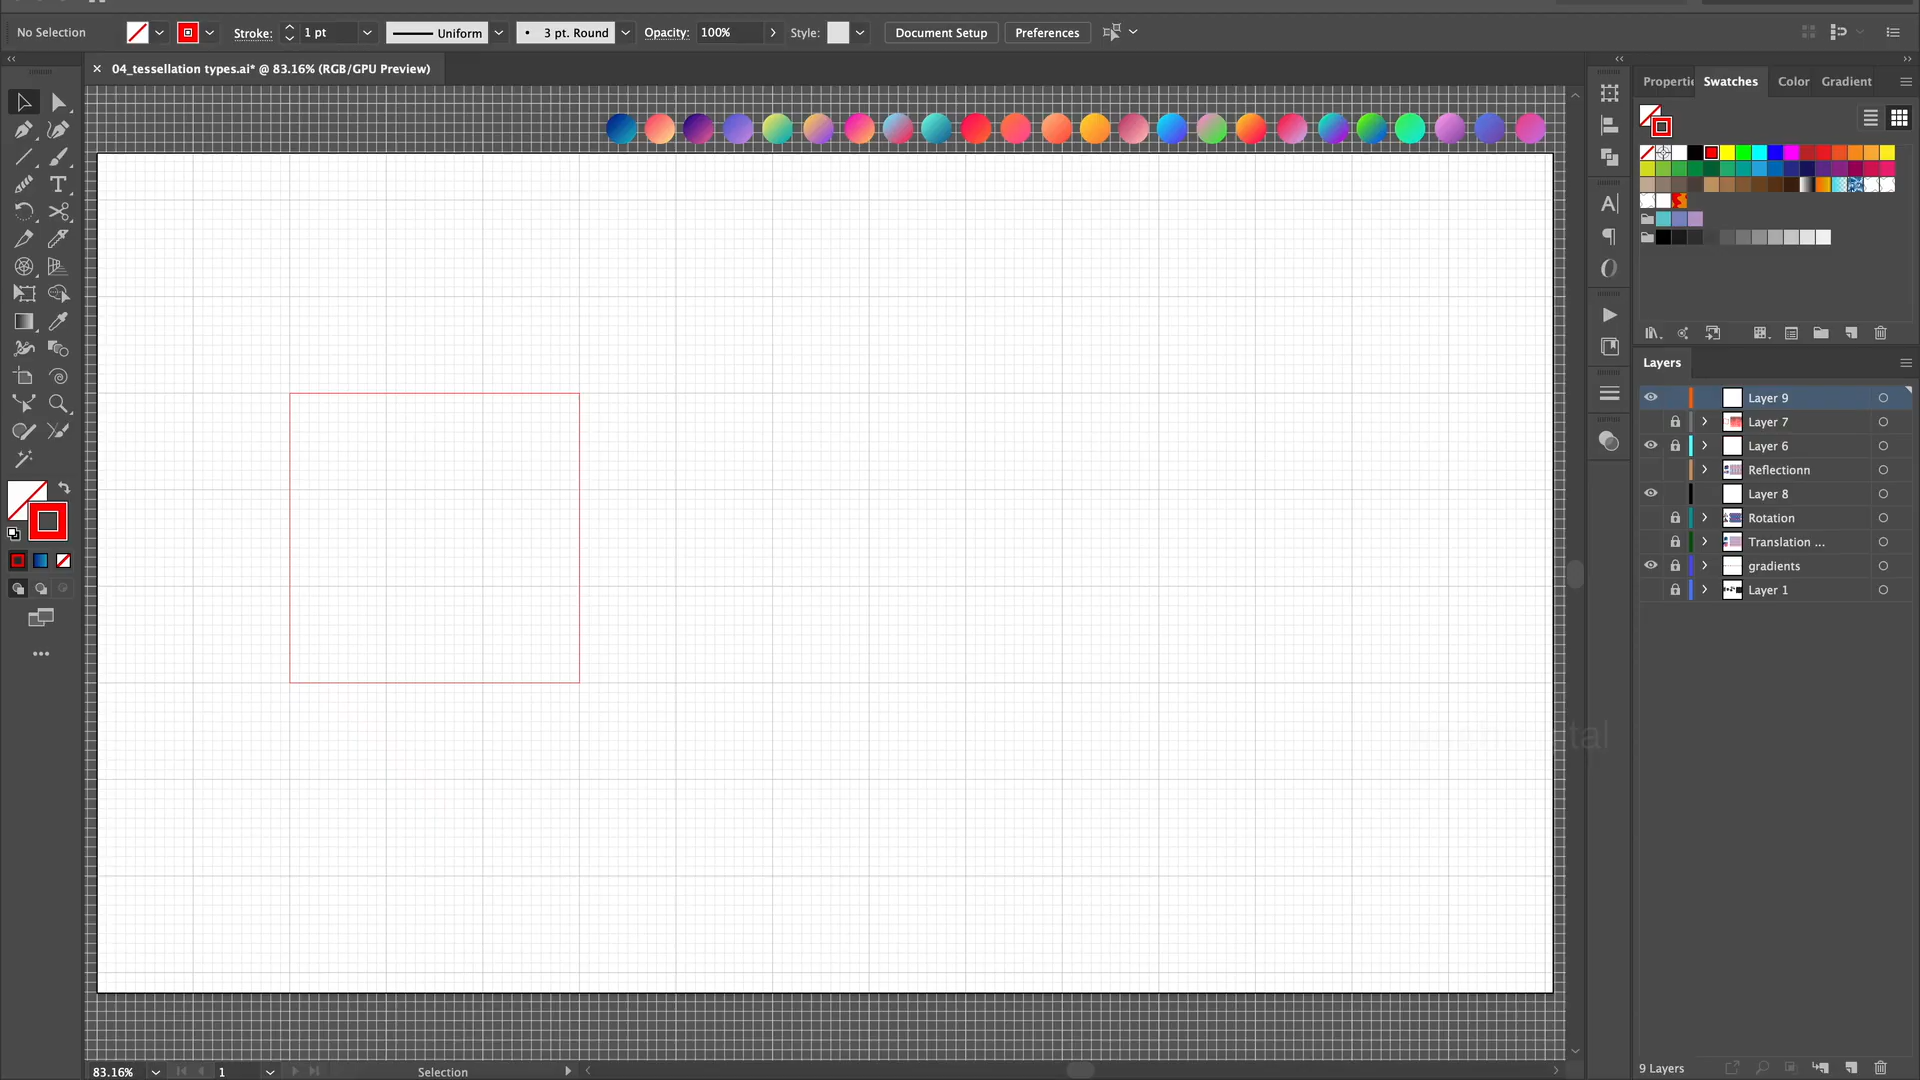 No Selection
Stroke:
1 pt
Uniform
3 pt. Round
Opacity:
100%
Style:
Document Setup
Preferences
04_tessellation types.ai* @ 83.16% (RGB/GPU Preview)
Swatches
Color
Gradient
Layers
Layer 9
Layer 7
Layer 6
Reflectionn
Layer 8
Rotation
Translation ...
gradients
Layer 1
9 Layers
83.16%
1
Selection